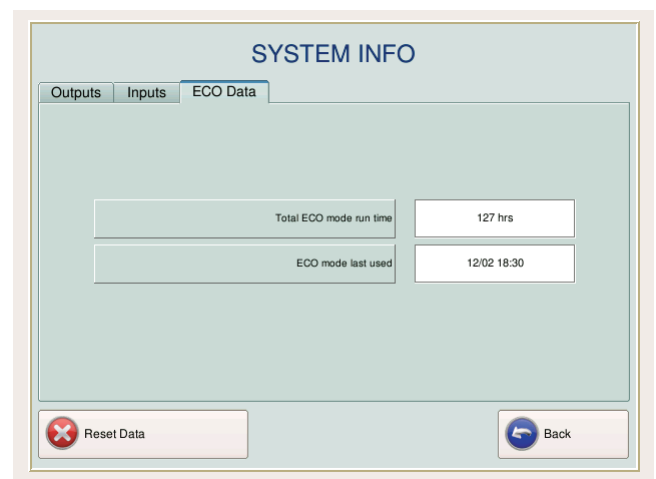 SYSTEM INFO
Outputs Inputs ECO Data
Total ECO mode run time 127 hrs
ECO mode last used 12/02 18:30
Reset Data Back